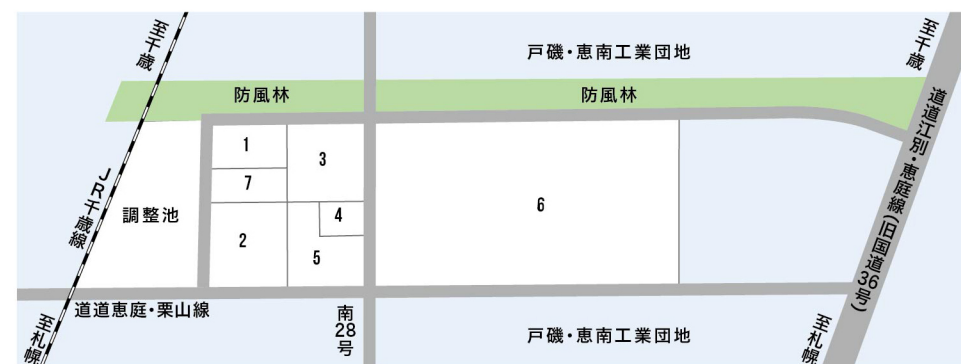 至千歳
戸磯・恵南工業団地
至千歳
防風林
防風林
道道江別・恵庭線(旧国道36号)
JR千歳線
調整池
1
7
2
3
4
5
6
道道恵庭・栗山線
南28号
戸磯・恵南工業団地
至札幌
至札幌